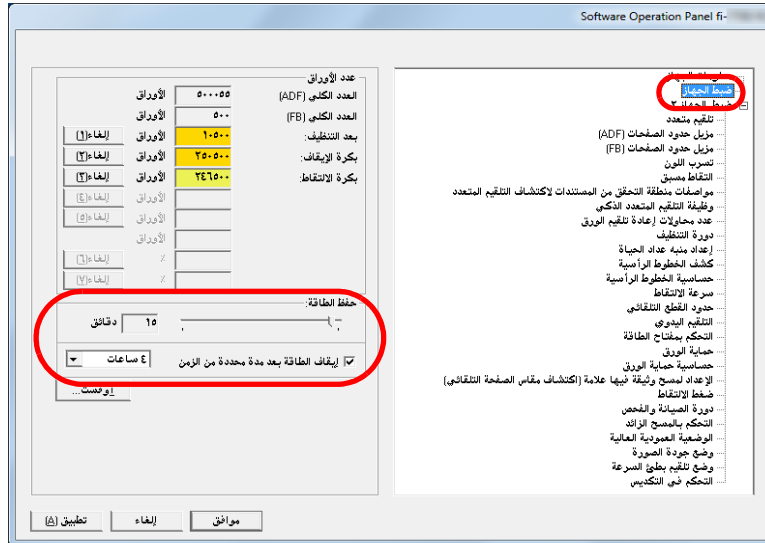 Software Operation Panel fi-
ضبط الجهاز
ضبط الجهاز ٢
تلقيم متعدد
مزيل حدود الصفحات (ADF)
مزيل حدود الصفحات (FB)
تسرب اللون
التقاط مسبق
مواصفات منطقة التحقق من المستندات لاكتشاف التلقيم المتعدد
وظيفة التلقيم المتعدد الذكي
عدد محاولات إعادة تلقيم الورق
دورة التنظيف
إعداد منبه عداد الحياة
كشف الخطوط الرأسية
حساسية الخطوط الرأسية
سرعة الالتقاط
حدود القطع التلقائي
التلقيم اليدوي
التحكم بمفتاح الطاقة
حماية الورق
حساسية حماية الورق
الإعداد لمسح وثيقة فيها علامة (اكتشاف مقاس الصفحة التلقائي)
ضغط الالتقاط
دورة الصيانة والفحص
التحكم بالمسح الزائد
الوضعية العمودية العالية
وضع جودة الصورة
وضع تلقيم بطئ السرعة
التحكم في التكديس
عدد الأوراق
العدد الكلي (ADF) ٥٠٠٠٥٥ الأوراق
العدد الكلي (FB) ٥٠٠ الأوراق
بعد التنظيف: ١٠٥٠٠ الأوراق إلغاء(١)
بكرة الإيقاف: ٢٥٠٥٠٠ الأوراق إلغاء(٢)
بكرة الالتقاط: ٢٤٦٥٠٠ الأوراق إلغاء(٣)
الأوراق إلغاء(٤)
الأوراق إلغاء(٥)
الأوراق
٪ إلغاء(٦)
٪ إلغاء
حفظ الطاقة:
١٥ دقائق
إيقاف الطاقة بعد مدة محددة من الزمن ٤ ساعات
أوفست...
موافق إلغاء تطبيق (A)